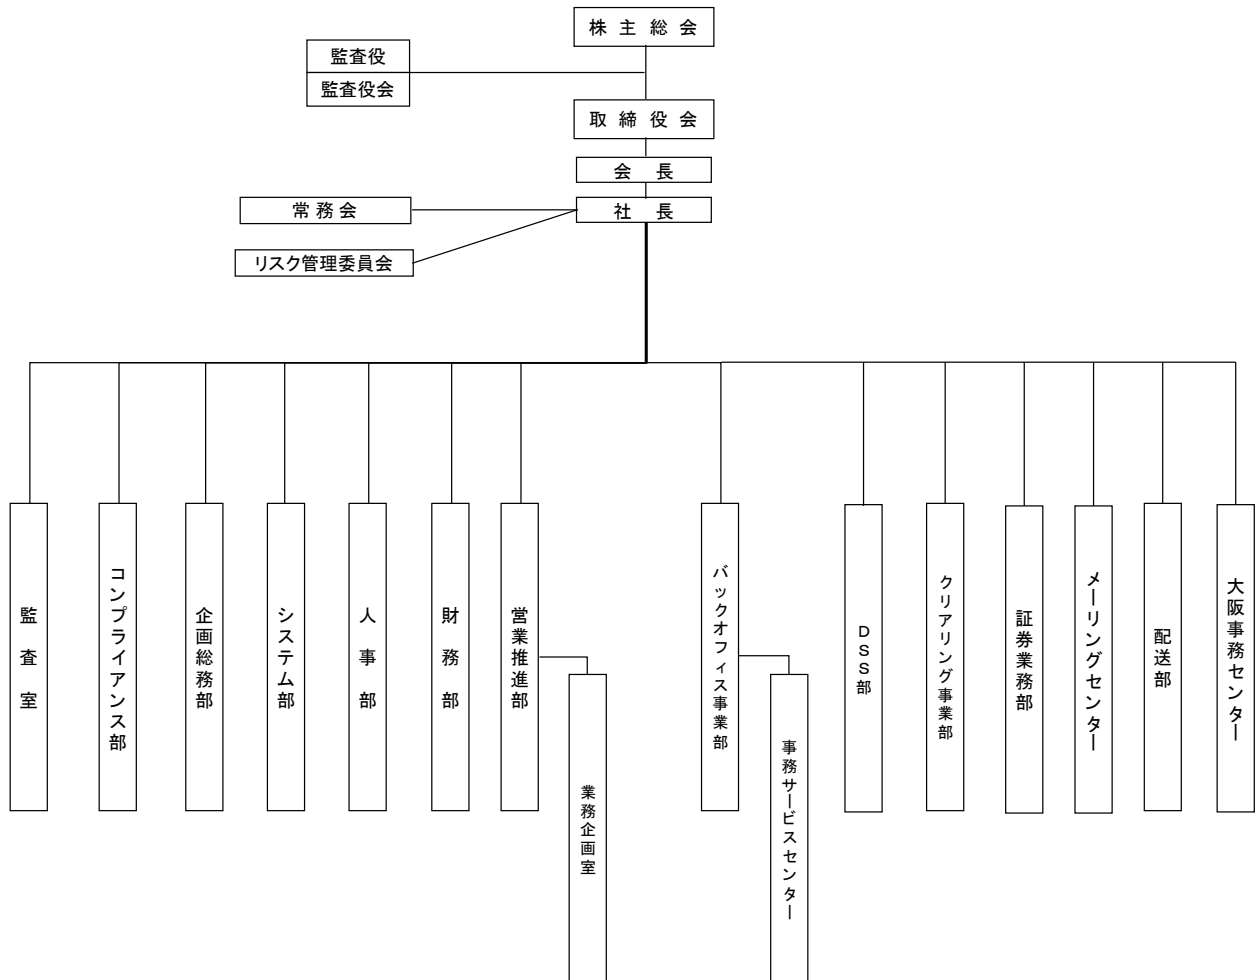 株主総会
監査役
監査役会
取締役会
会長
社長
常務会
リスク管理委員会
監査室
コンプライアンス部
企画総務部
システム部
人事部
財務部
営業推進部
業務企画室
バックオフィス事業部
事務サービスセンター
DSS部
クリアリング事業部
証券業務部
メーリングセンター
配送部
大阪事務センター